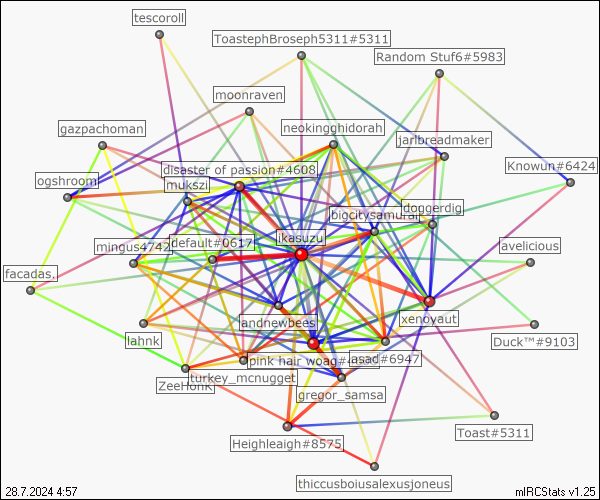 tescoroll
ToastephBroseph5311#5311
Random Stuf6#5983
moonraven
neokingghidorah
gazpachoman
jarlbreadmaker
disaster of passion#4608
Knowun#6424
ogshroom
mukszi
doggerdig
bigcitysamurai
jkasuzu
mingus4742
default#0617
avelicious
facadas.
xenoyaut
jandnewbees
lahnk
Duck™#9103
pink hair woag
asad#6947
turkey_mcnugget
ZeeHonk
gregor_samsa
Toast#5311
Heighleaigh#8575
thiccusboiusalexusjoneus
28.7.2024 4:57
mIRCStats v1.25